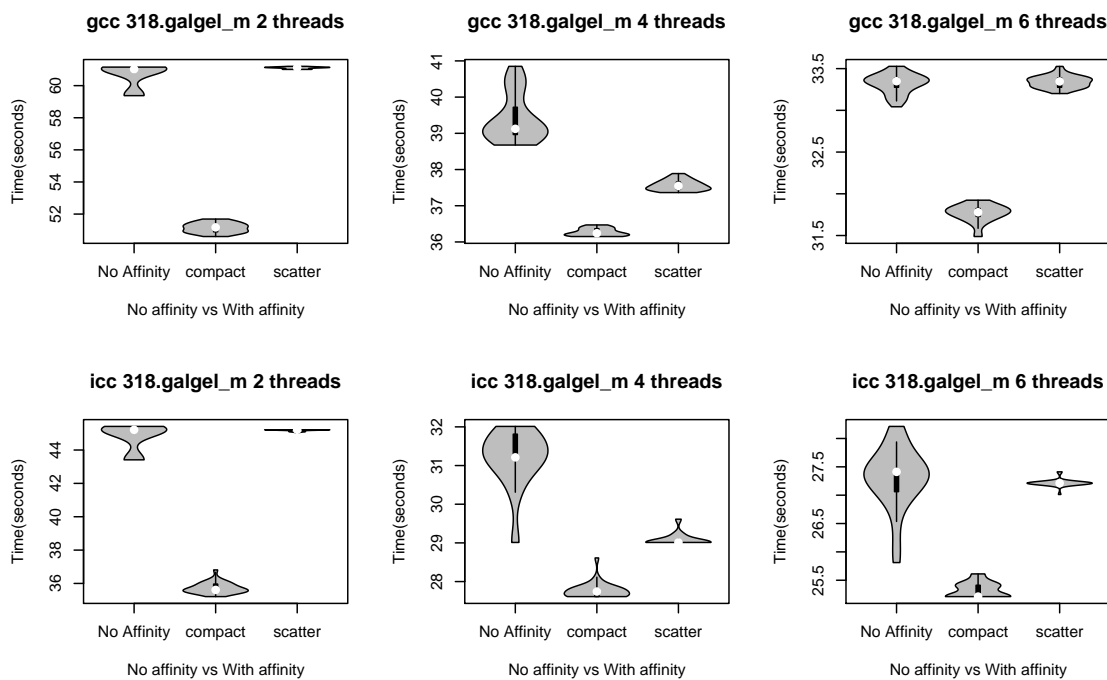 gcc 318.galgel_m 2 threads
Time(seconds)
60
58
56
54
52
No Affinity compact scatter
No affinity vs With affinity
gcc 318.galgel_m 4 threads
Time(seconds)
41
40
39
38
37
36
No Affinity compact scatter
No affinity vs With affinity
gcc 318.galgel_m 6 threads
Time(seconds)
33.5
32.5
31.5
No Affinity compact scatter
No affinity vs With affinity
icc 318.galgel_m 2 threads
Time(seconds)
44
42
40
38
36
No Affinity compact scatter
No affinity vs With affinity
icc 318.galgel_m 4 threads
Time(seconds)
32
31
30
29
28
No Affinity compact scatter
No affinity vs With affinity
icc 318.galgel_m 6 threads
Time(seconds)
27.5
26.5
25.5
No Affinity compact scatter
No affinity vs With affinity